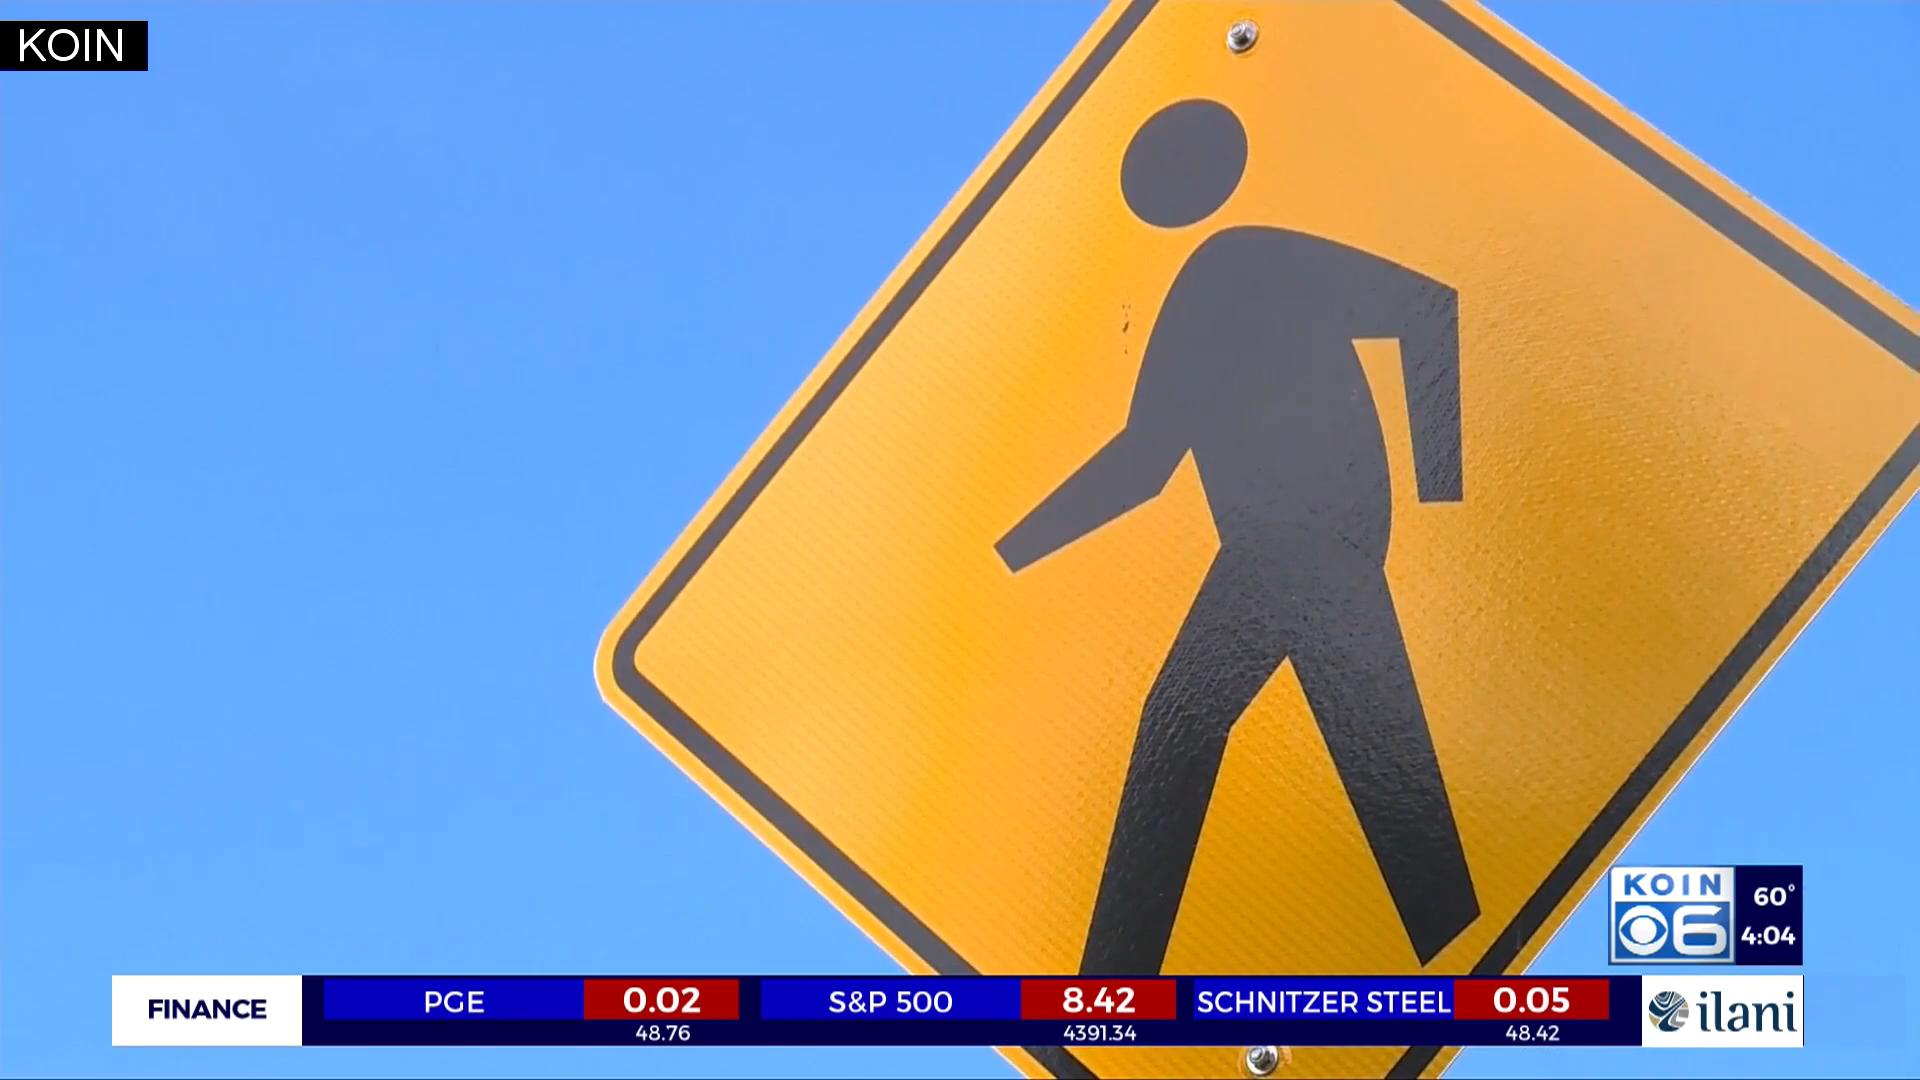 KOIN
KOIN
6
60°
4:04
FINANCE
PGE
0.02
48.76
S&P 500
8.42
4391.34
SCHNITZER STEEL
0.05
48.42
ilani